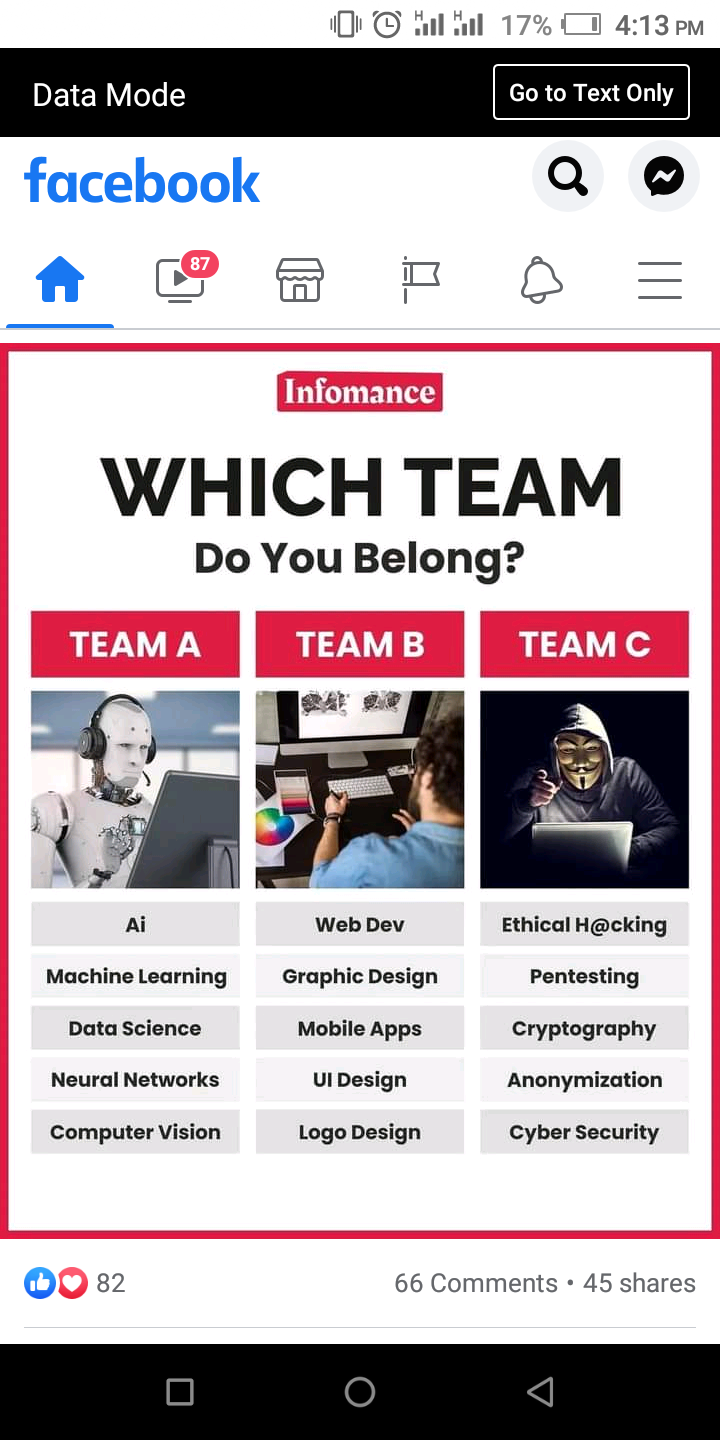 H H 17% 4:13 PM
Data Mode Go to Text Only
facebook
87
Infomance
WHICH TEAM
Do You Belong?
TEAM A TEAM B TEAM C
Ai Web Dev Ethical H@cking
Machine Learning Graphic Design Pentesting
Data Science Mobile Apps Cryptography
Neural Networks UI Design Anonymization
Computer Vision Logo Design Cyber Security
82 66 Comments • 45 shares